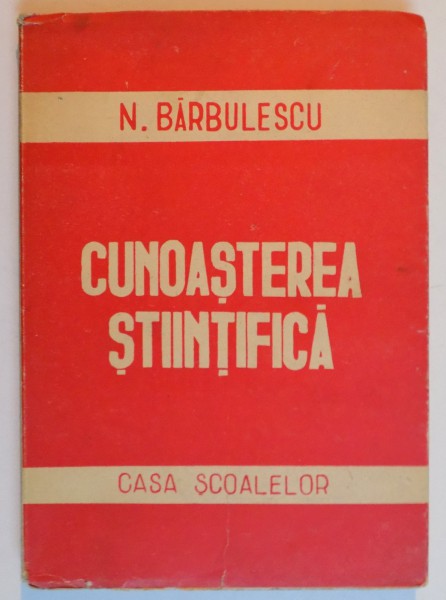 N. BĂRBULESCU
CUNOAȘTEREA
ȘTIINȚIFICĂ
CASA ȘCOALELOR